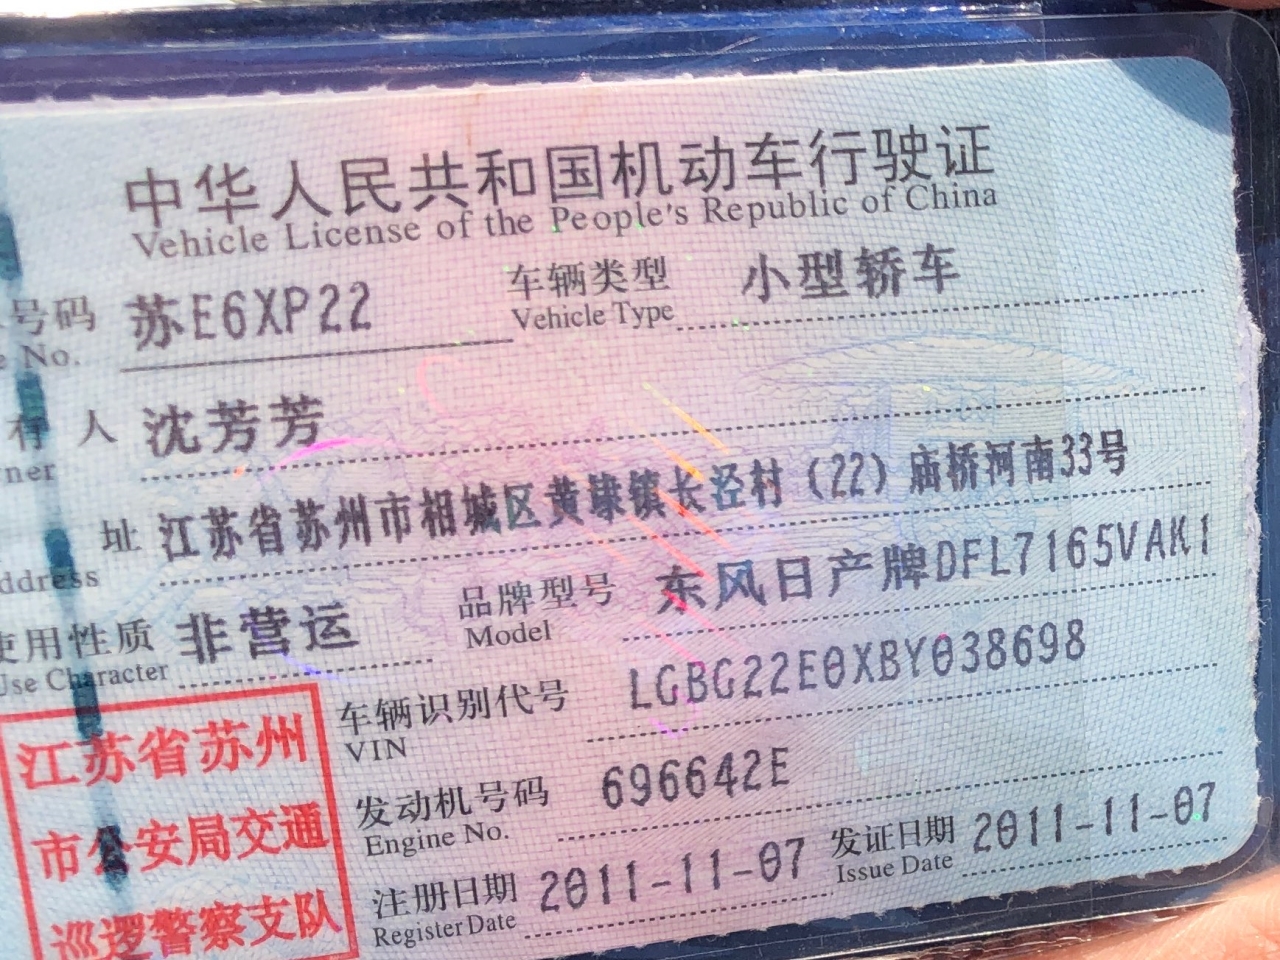 中华人民共和国机动车行驶证
Vehicle License of the People's Republic of China
号码 苏E6XP22 车辆类型 小型轿车
e No. Vehicle Type
有人 沈芳芳
ner
址 江苏省苏州市相城区黄埭镇长泾村（22）庙桥河南33号
ddress
使用性质 非营运 品牌型号 东风日产牌DFL7165VAK1
Use Character Model
车辆识别代号 LGBG22E0XBY038698
VIN
发动机号码 696642E
Engine No.
注册日期 2011-11-07 发证日期 2011-11-07
Register Date Issue Date
江苏省苏州
市公安局交通
巡逻警察支队